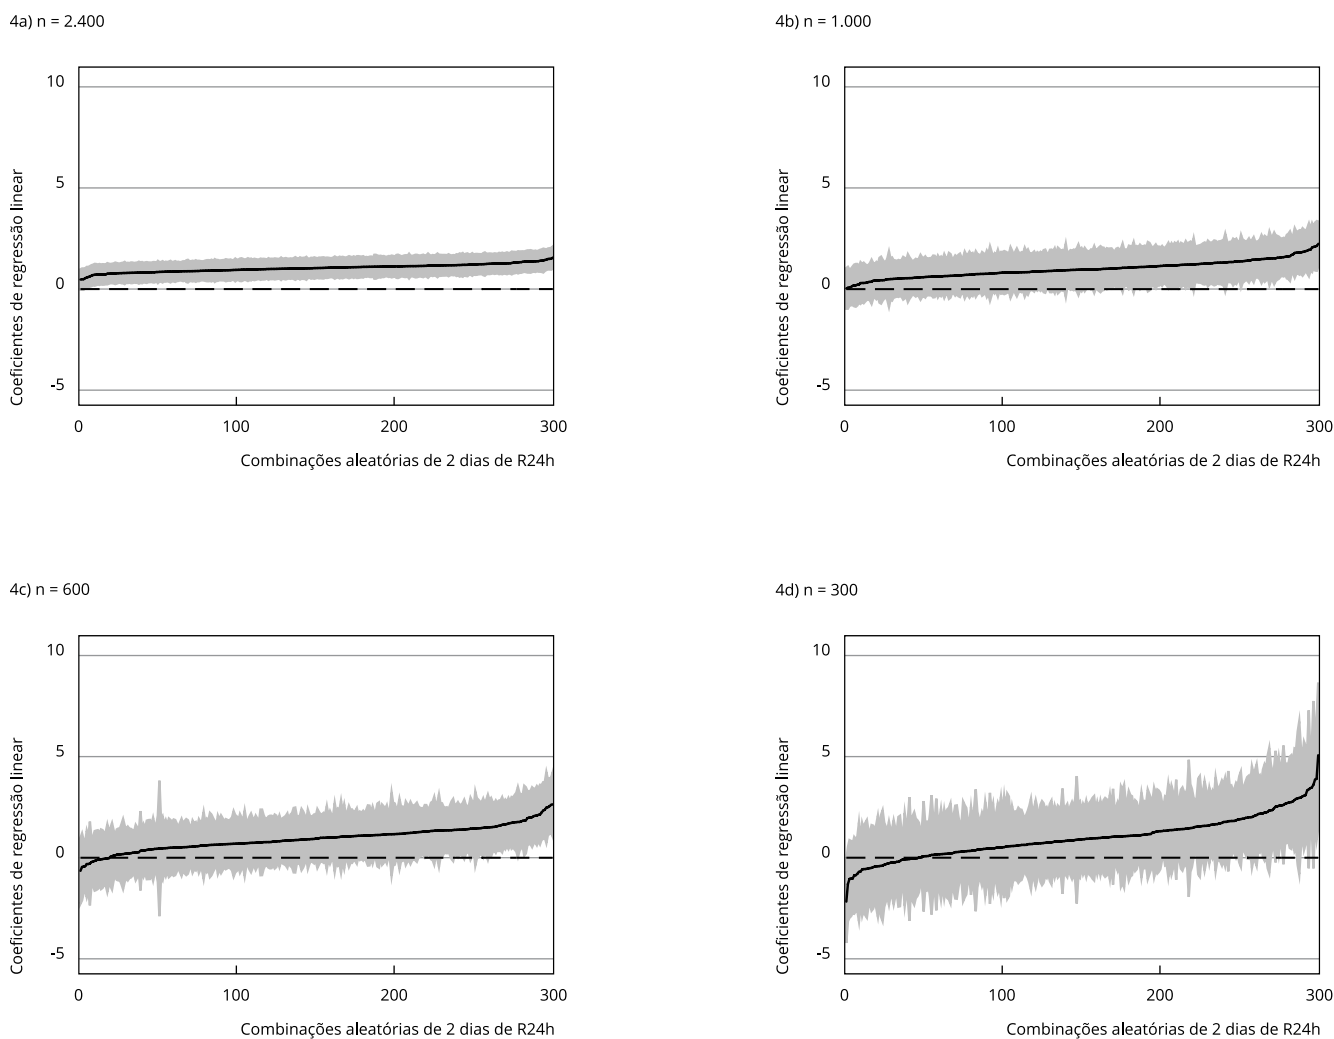 4a) n = 2.400
10
5
0
-5
Coeficientes de regressão linear
0 100 200 300
Combinações aleatórias de 2 dias de R24h
4b) n = 1.000
10
5
0
-5
Coeficientes de regressão linear
0 100 200 300
Combinações aleatórias de 2 dias de R24h
4c) n = 600
10
5
0
-5
Coeficientes de regressão linear
0 100 200 300
Combinações aleatórias de 2 dias de R24h
4d) n = 300
10
5
0
-5
Coeficientes de regressão linear
0 100 200 300
Combinações aleatórias de 2 dias de R24h